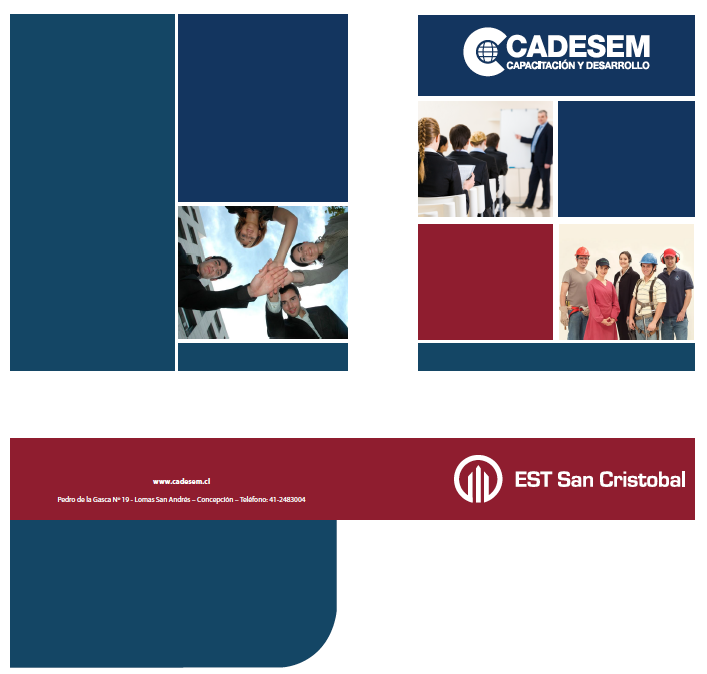 CADESEM
CAPACITACIÓN Y DESARROLLO
www.cadesem.cl
Pedro de la Gasca Nº 19 - Lomas San Andrés – Concepción – Teléfono: 41-2483004
EST San Cristobal